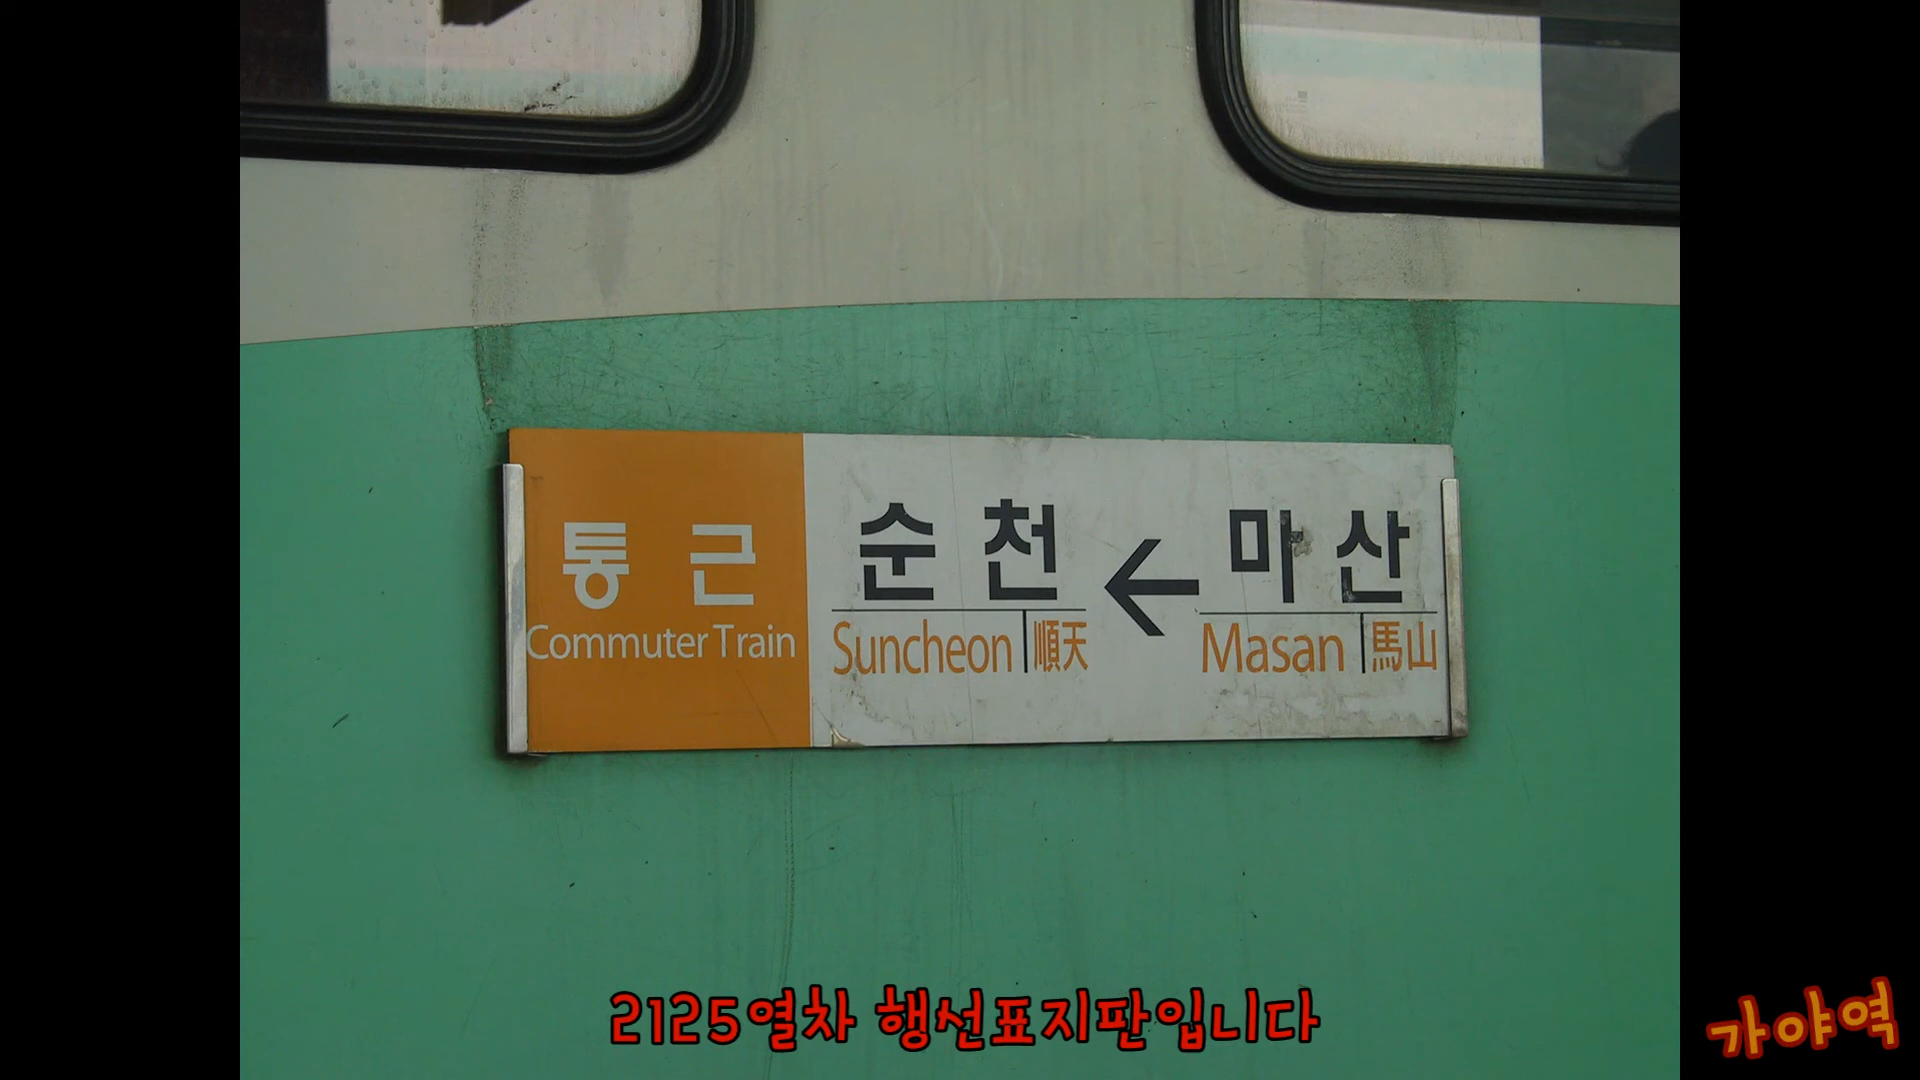 통근
Commuter Train
순천 ← 마산
Suncheon 順天 Masan 馬山
2125열차 행선표지판입니다
가야역